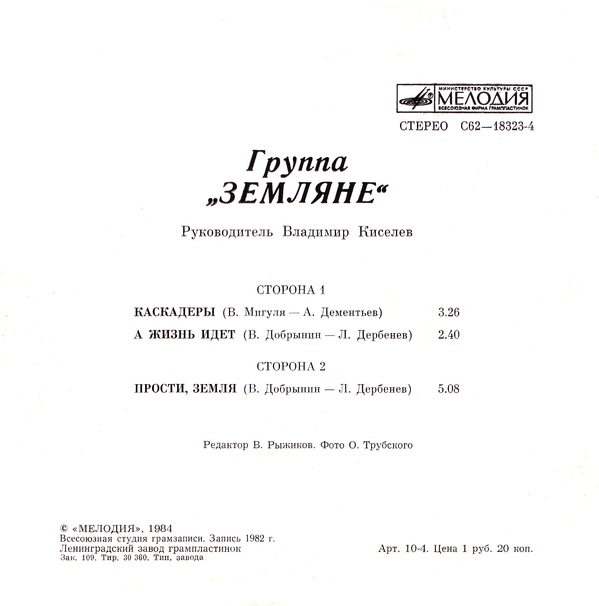 МИНИСТЕРСТВО КУЛЬТУРЫ СССР
МЕЛОДИЯ
ВСЕСОЮЗНАЯ ФИРМА ГРАМПЛАСТИНОК
СТЕРЕО С62—18323-4
Группа
„ЗЕМЛЯНЕ“
Руководитель Владимир Киселев
СТОРОНА 1
КАСКАДЕРЫ (В. Мигуля — А. Дементьев) 3.26
А ЖИЗНЬ ИДЕТ (В. Добрынин — Л. Дербенев) 2.40
СТОРОНА 2
ПРОСТИ, ЗЕМЛЯ (В. Добрынин — Л. Дербенев) 5.08
Редактор В. Рыжиков. Фото О. Трубского
© «МЕЛОДИЯ», 1984
Всесоюзная студия грамзаписи. Запись 1982 г.
Ленинградский завод грампластинок
Зак. 109. Тир. 30 360. Тип. завода
Арт. 10-4. Цена 1 руб. 20 коп.